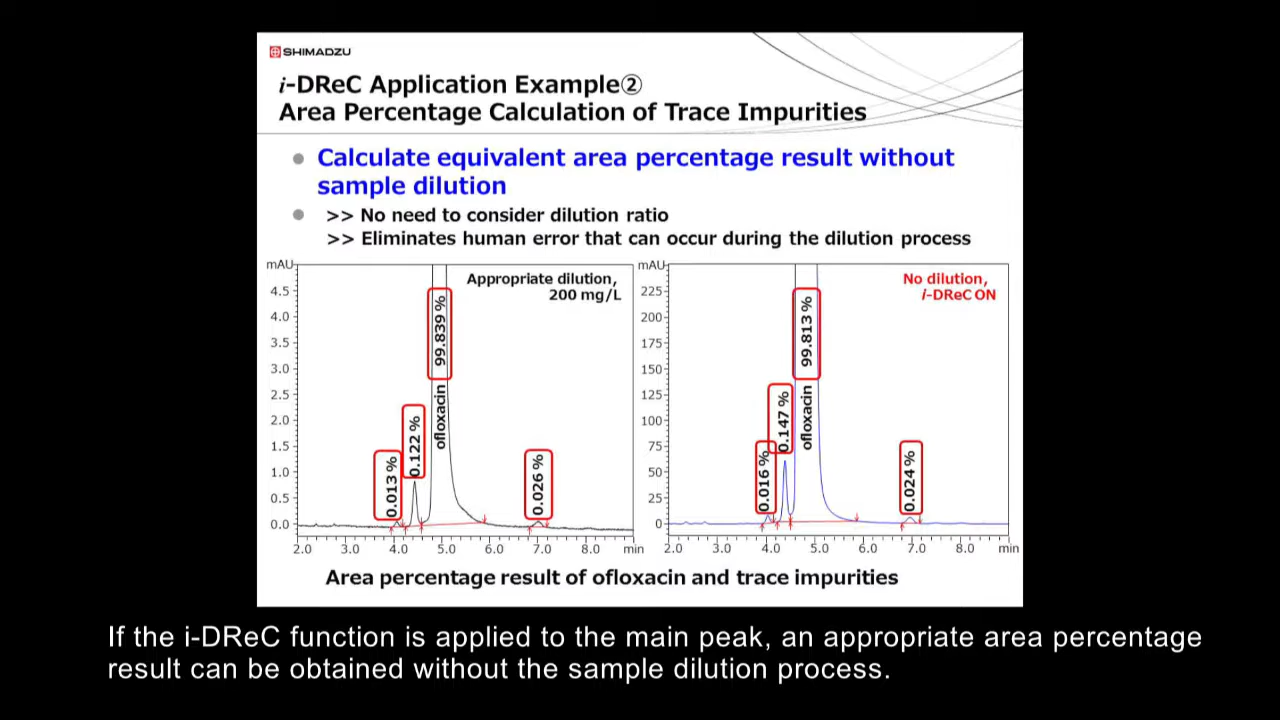 SHIMADZU
i-DReC Application Example②
Area Percentage Calculation of Trace Impurities
Calculate equivalent area percentage result without
sample dilution
>> No need to consider dilution ratio
>> Eliminates human error that can occur during the dilution process
mAU
Appropriate dilution,
200 mg/L
4.5
4.0
3.5
3.0
2.5
2.0
1.5
1.0
0.5
0.0
0.013 %
0.122 %
ofloxacin 99.839 %
0.026 %
2.0 3.0 4.0 5.0 6.0 7.0 8.0 min
mAU
No dilution,
i-DReC ON
225
200
175
150
125
100
75
50
25
0
0.016 %
0.147 %
ofloxacin 99.813 %
0.024 %
2.0 3.0 4.0 5.0 6.0 7.0 8.0 min
Area percentage result of ofloxacin and trace impurities
If the i-DReC function is applied to the main peak, an appropriate area percentage
result can be obtained without the sample dilution process.